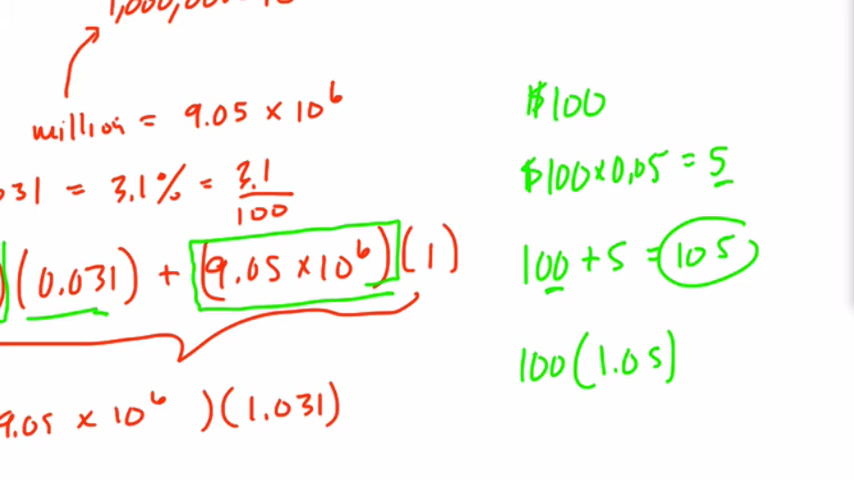 million = 9.05 × 10⁶
031 = 3.1% = 3.1/100
)(0.031) + (9.05 × 10⁶)(1)
9.05 × 10⁶ )(1.031)
$100
$100 × 0.05 = 5
100 + 5 = 105
100(1.05)